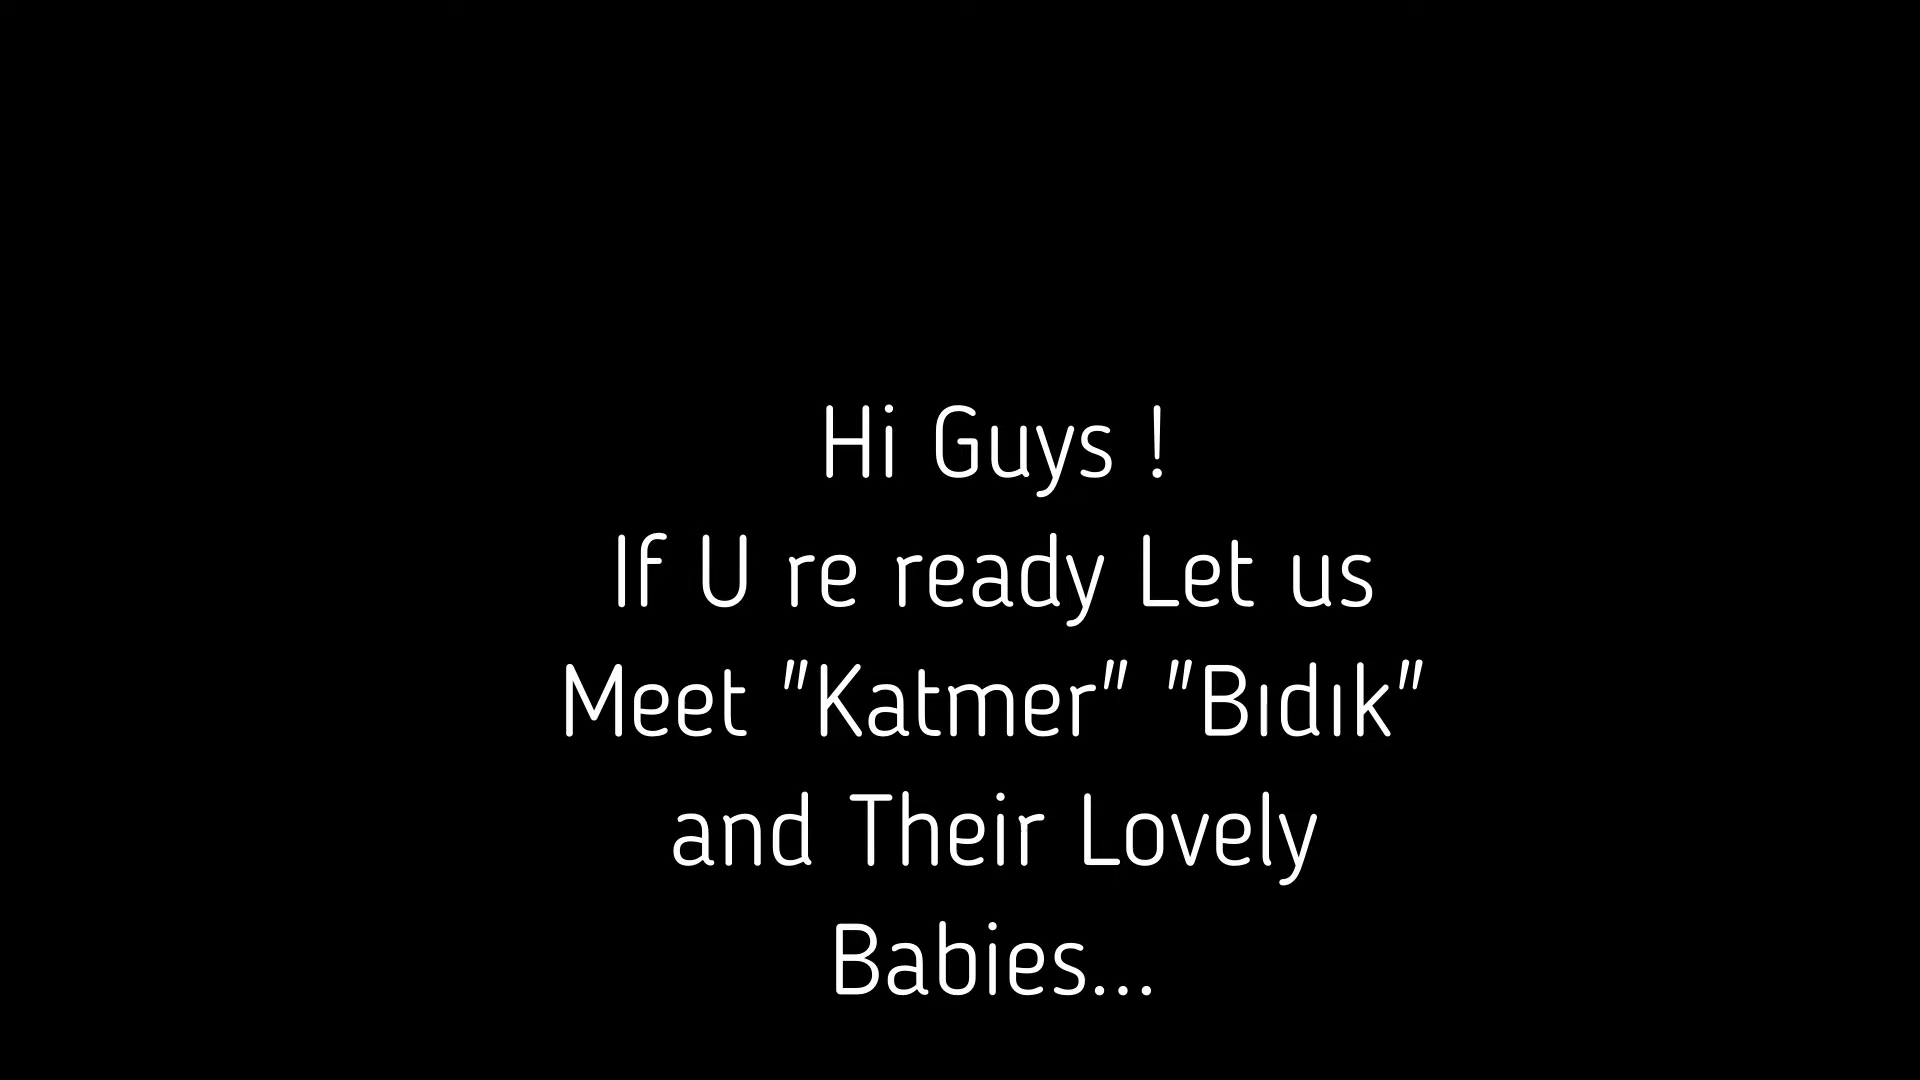 Hi Guys !
If U re ready Let us
Meet "Katmer" "Bıdık"
and Their Lovely
Babies...